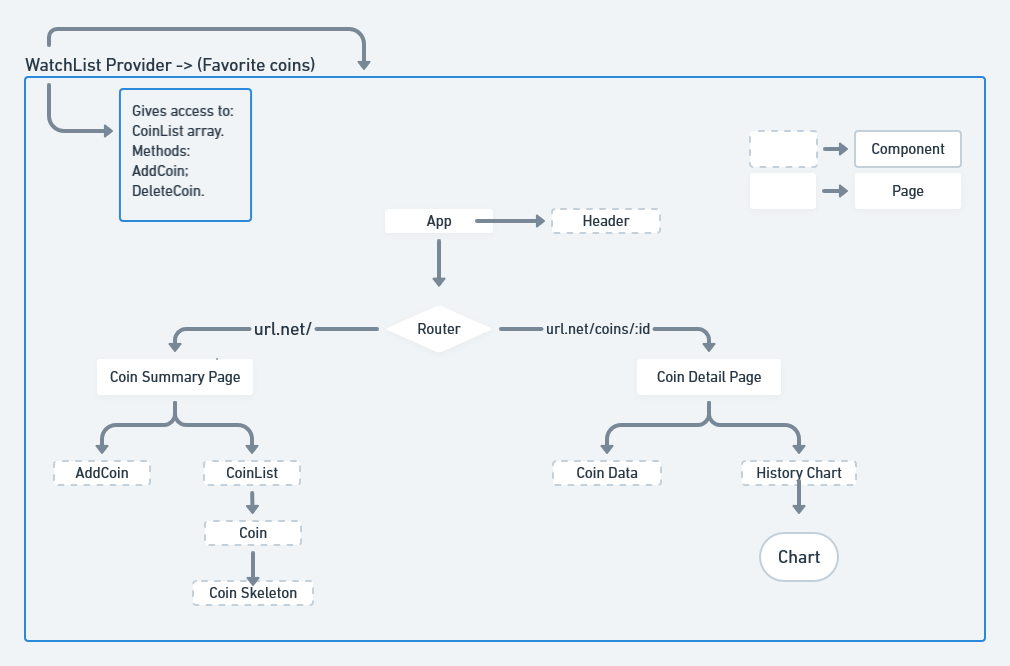 WatchList Provider -> (Favorite coins)
Gives access to:
CoinList array.
Methods:
AddCoin;
DeleteCoin.
Component
Page
App
Header
url.net/
Router
url.net/coins/:id
Coin Summary Page
Coin Detail Page
AddCoin
CoinList
Coin Data
History Chart
Coin
Chart
Coin Skeleton